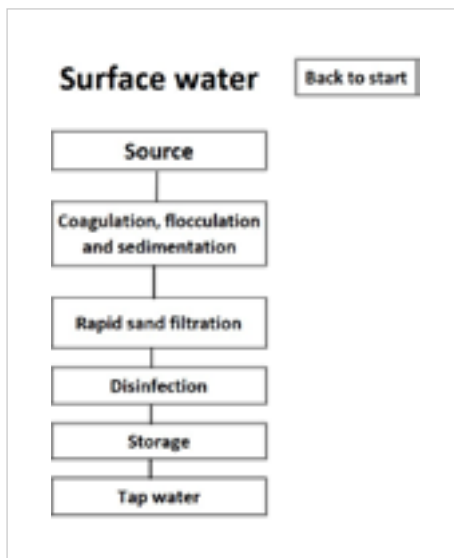 Surface water
Back to start
Source
Coagulation, flocculation
and sedimentation
Rapid sand filtration
Disinfection
Storage
Tap water